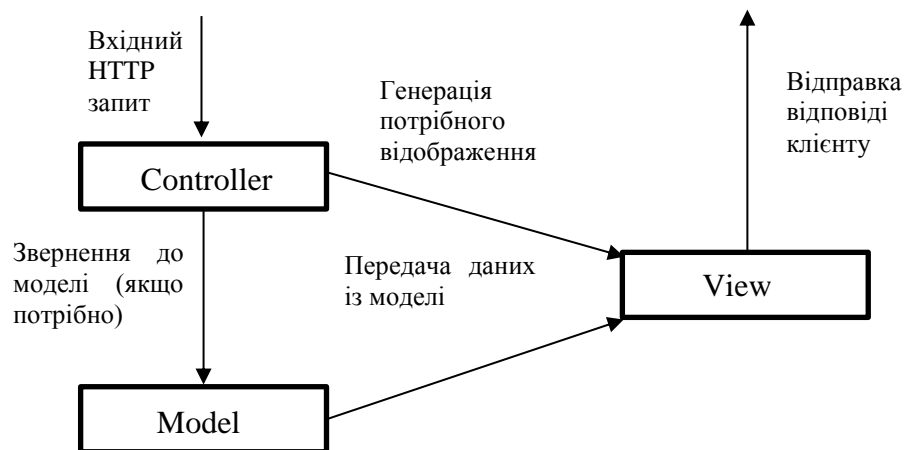 Вхідний
HTTP
запит
Генерація
потрібного
відображення
Відправка
відповіді
клієнту
Controller
Звернення до
моделі (якщо
потрібно)
Передача даних
із моделі
View
Model